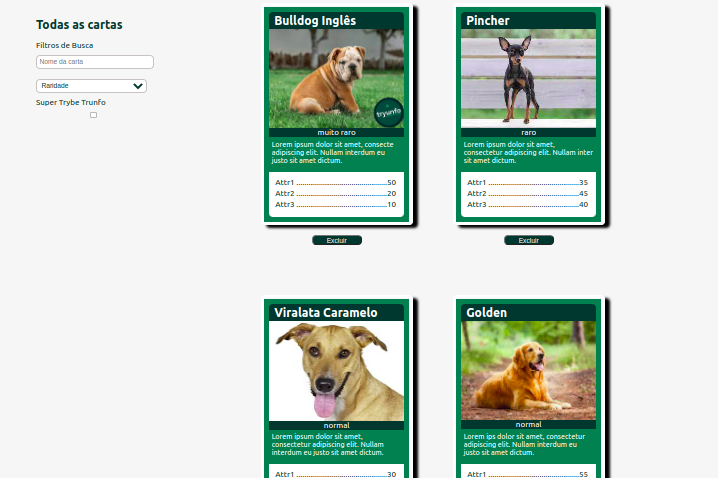 Todas as cartas
Filtros de Busca
Nome da carta
Raridade
Super Trybe Trunfo
Bulldog Inglês
tryunfo
muito raro
Lorem ipsum dolor sit amet, consecte
adipiscing elit. Nullam interdum eu
justo sit amet dictum.
Attr1 50
Attr2 20
Attr3 10
Excluir
Pincher
raro
Lorem ipsum dolor sit amet,
consectetur adipiscing elit. Nullam inter
sit amet dictum.
Attr1 35
Attr2 45
Attr3 40
Excluir
Viralata Caramelo
normal
Lorem ipsum dolor sit amet,
consectetur adipiscing elit. Nullam
interdum eu justo sit amet dictum.
Attr1 30
Golden
normal
Lorem ips dolor sit amet, consectetur
adipiscing elit. Nullam interdum eu
justo sit amet dictum.
Attr1 55